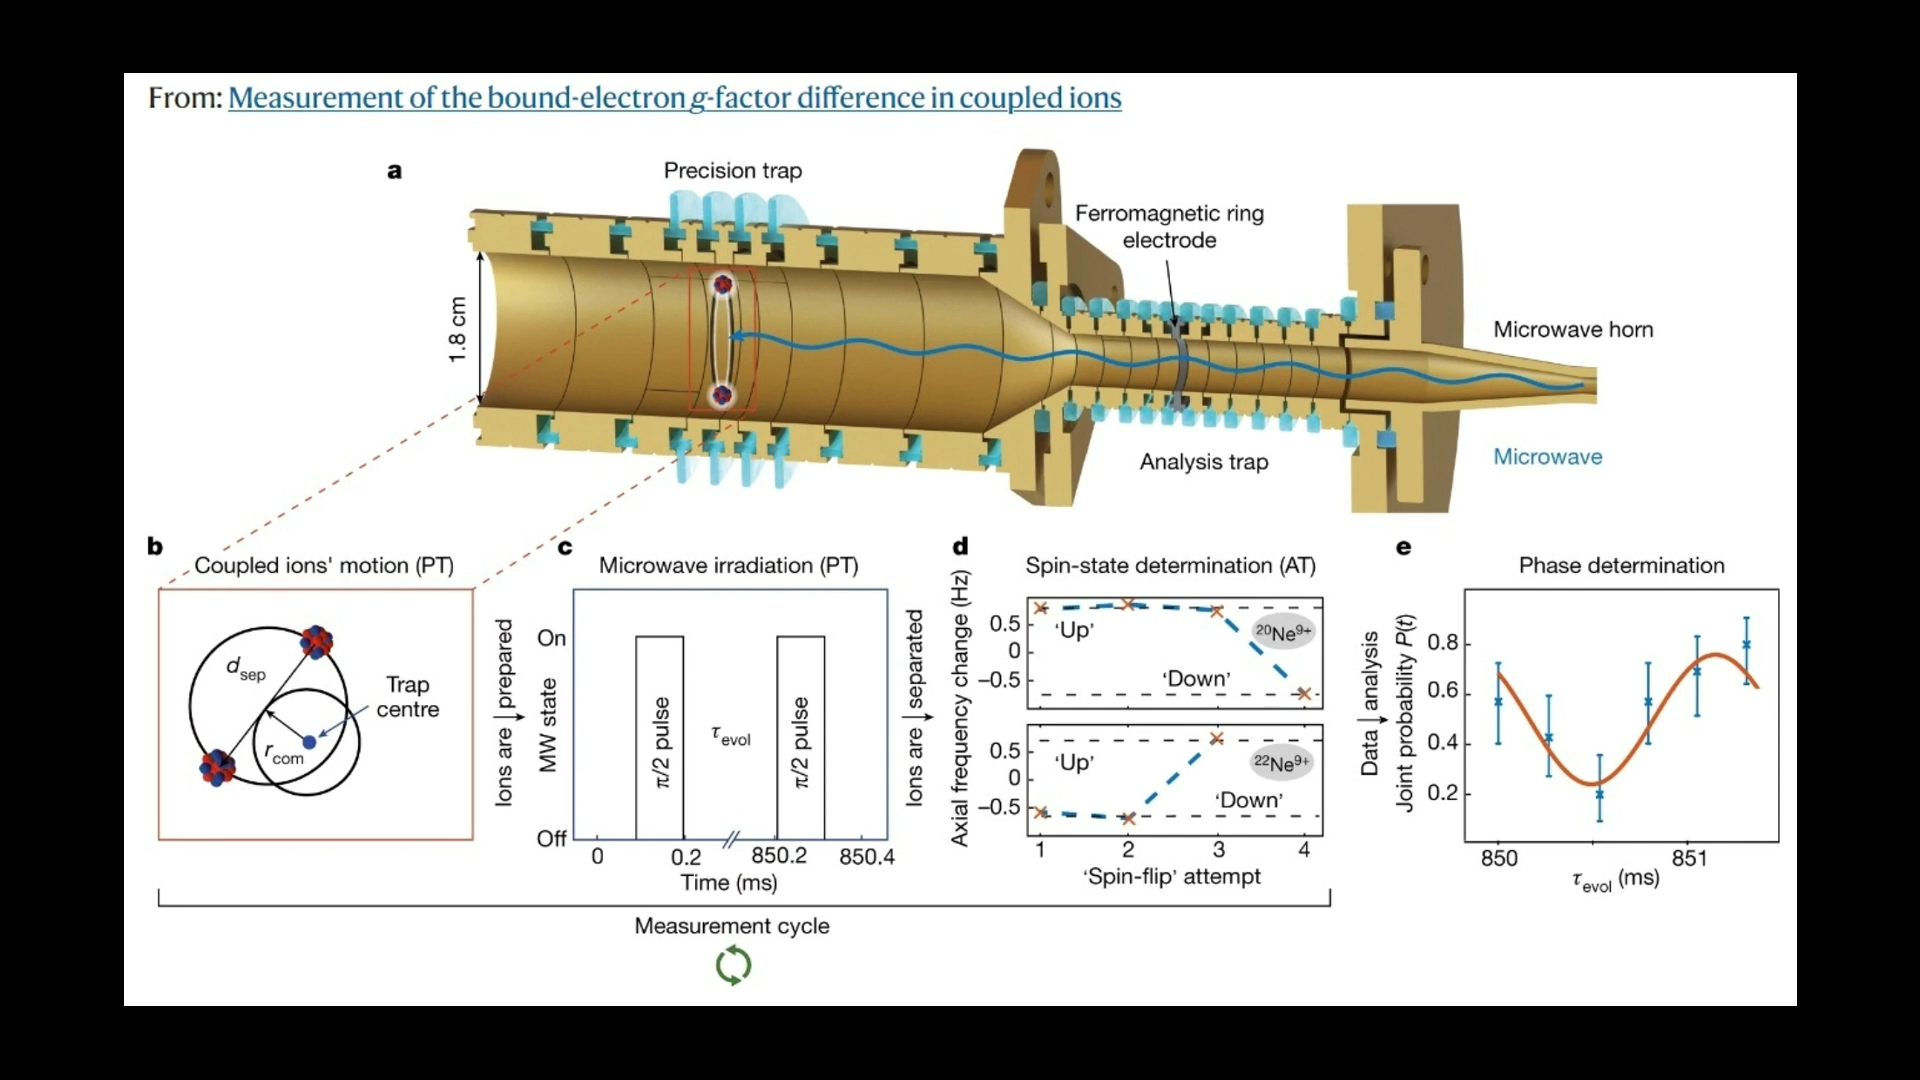 From: Measurement of the bound-electron g-factor difference in coupled ions
a
Precision trap
Ferromagnetic ring
electrode
1.8 cm
Microwave horn
Analysis trap
Microwave
b
Coupled ions' motion (PT)
d sep
r com
Trap
centre
Ions are prepared
c
Microwave irradiation (PT)
MW state
On
Off
π/2 pulse
τ evol
π/2 pulse
0
0.2
850.2
850.4
Time (ms)
Ions are separated
d
Spin-state determination (AT)
Axial frequency change (Hz)
0.5
0
−0.5
‘Up’
‘Down’
20Ne9+
0.5
0
−0.5
‘Up’
‘Down’
22Ne9+
1
2
3
4
‘Spin-flip’ attempt
Data analysis
e
Phase determination
Joint probability P(t)
0.8
0.6
0.4
0.2
850
851
τ evol (ms)
Measurement cycle